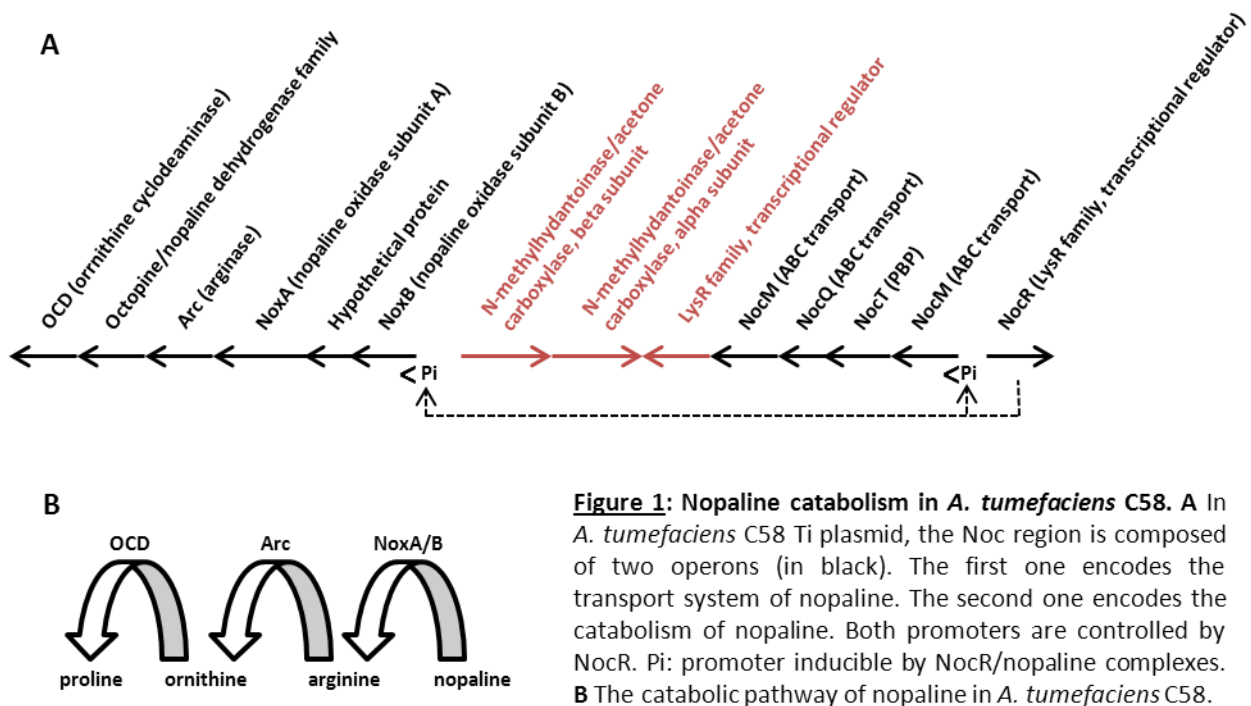 A
OCD (orrnithine cyclodeaminase)
Octopine/nopaline dehydrogenase family
Arc (arginase)
NoxA (nopaline oxidase subunit A)
Hypothetical protein
NoxB (nopaline oxidase subunit B)
N-methylhydantoinase/acetone
carboxylase, beta subunit
N-methylhydantoinase/acetone
carboxylase, alpha subunit
LysR family, transcriptional regulator
NocM (ABC transport)
NocQ (ABC transport)
NocT (PBP)
NocM (ABC transport)
NocR (LysR family, transcriptional regulator)
< Pi
<Pi
B
OCD
Arc
NoxA/B
proline
ornithine
arginine
nopaline
Figure 1: Nopaline catabolism in A. tumefaciens C58. A In
A. tumefaciens C58 Ti plasmid, the Noc region is composed
of two operons (in black). The first one encodes the
transport system of nopaline. The second one encodes the
catabolism of nopaline. Both promoters are controlled by
NocR. Pi: promoter inducible by NocR/nopaline complexes.
B The catabolic pathway of nopaline in A. tumefaciens C58.